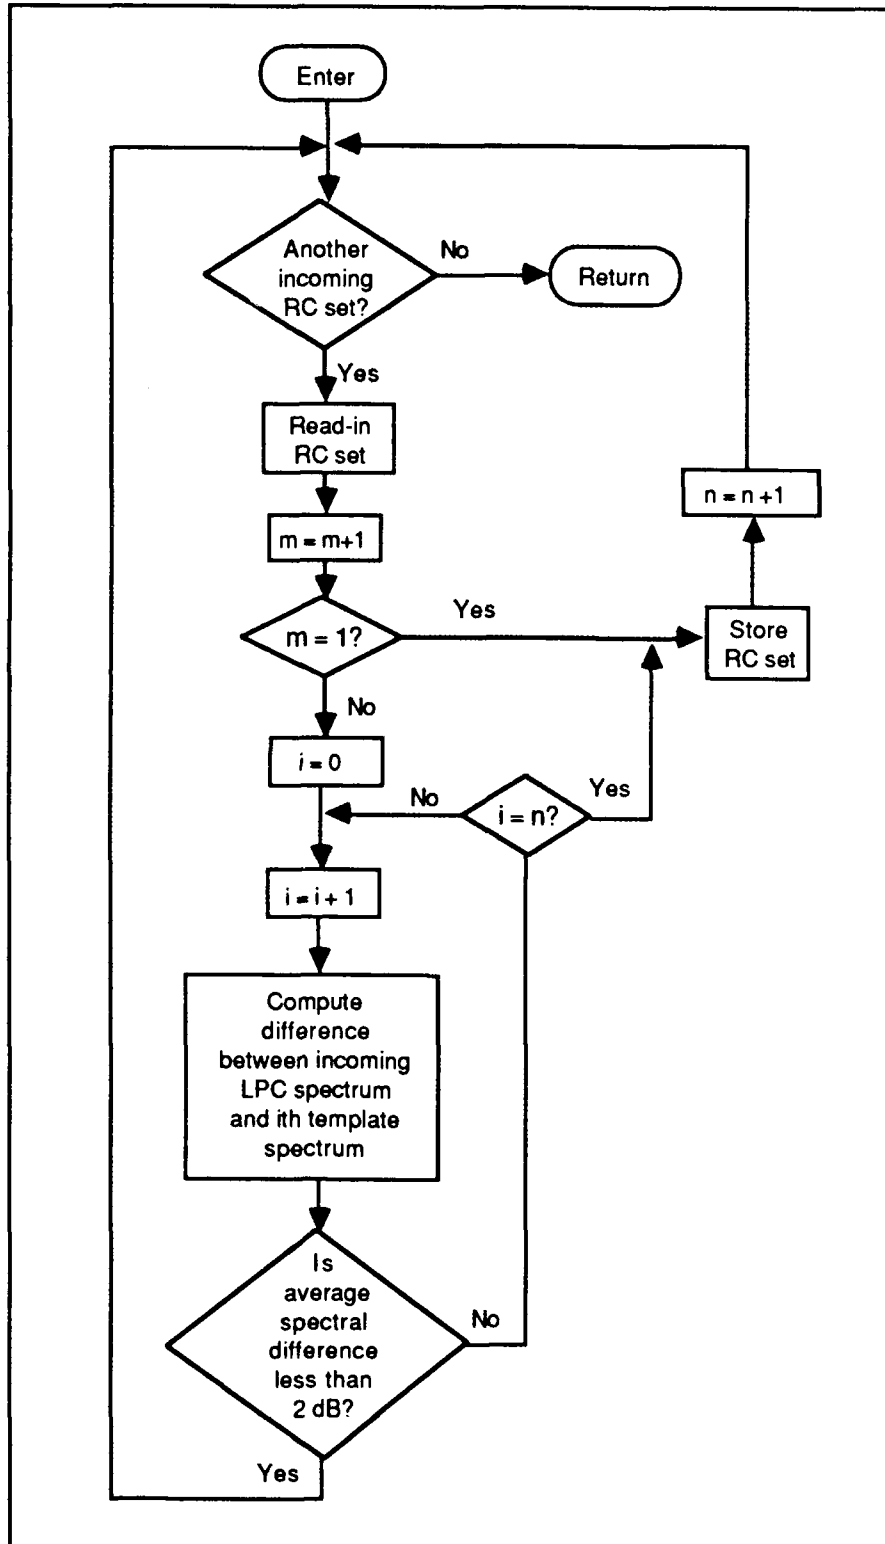 Enter
Another
incoming
RC set?
No
Return
Yes
Read-in
RC set
n = n +1
m = m+1
m = 1?
Yes
Store
RC set
No
i = 0
i = n?
No
Yes
i = i + 1
Compute
difference
between incoming
LPC spectrum
and ith template
spectrum
Is
average
spectral
difference
less than
2 dB?
No
Yes